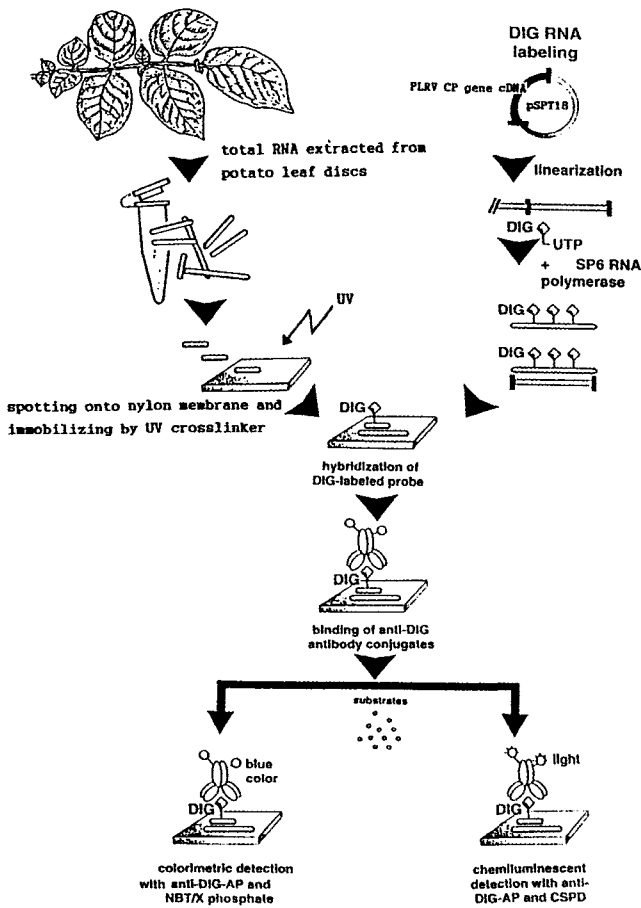 DIG RNA
labeling
PLRV CP gene cDNA
pSPT18
total RNA extracted from
potato leaf discs
linearization
DIG
UTP
+ SP6 RNA
polymerase
UV
DIG
DIG
spotting onto nylon membrane and
immobilizing by UV crosslinker
DIG
hybridization of
DIG-labeled probe
DIG
binding of anti-DIG
antibody conjugates
substrates
blue
color
light
DIG
DIG
colorimetric detection
with anti-DIG-AP and
NBT/X phosphate
chemiluminescent
detection with anti-
DIG-AP and CSPD